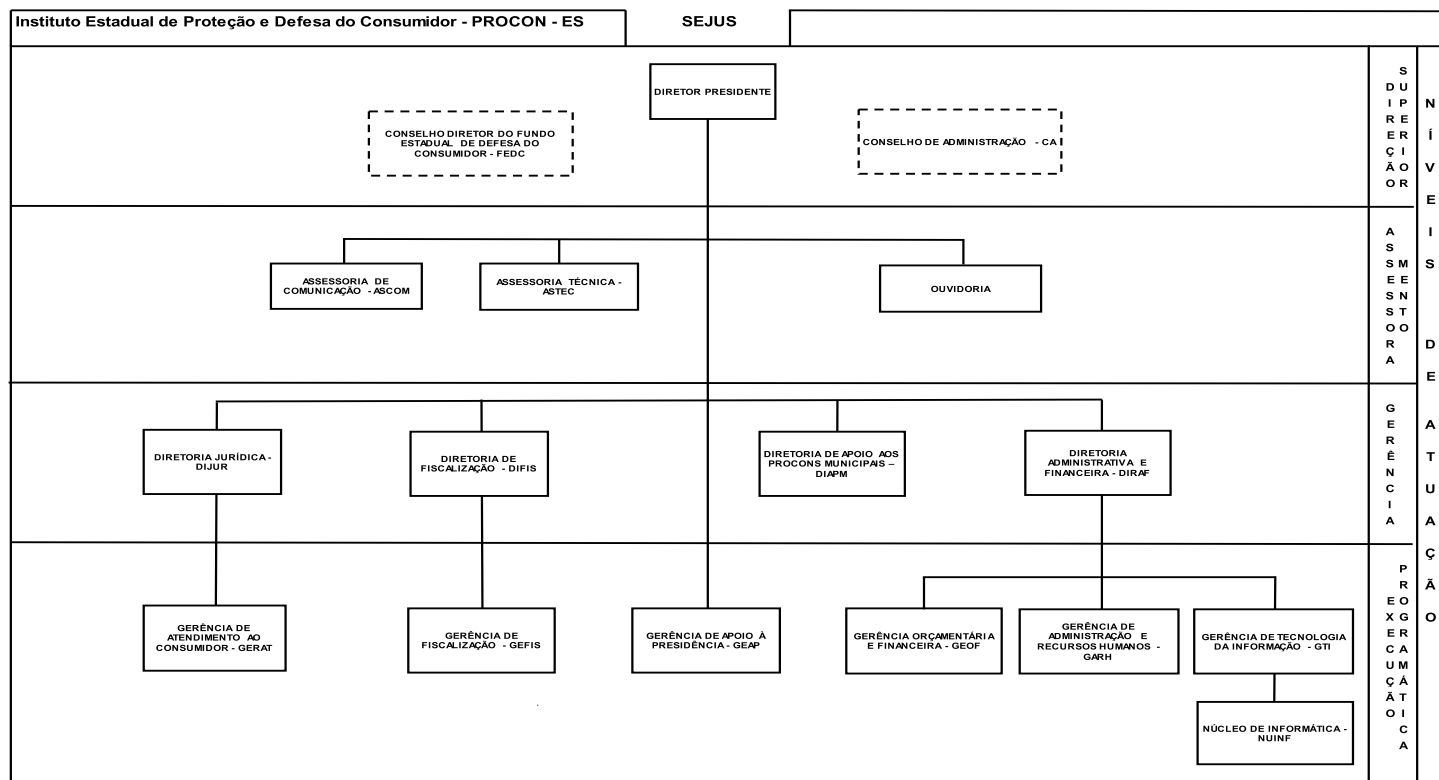 Instituto Estadual de Proteção e Defesa do Consumidor - PROCON - ES
SEJUS
DIRETOR PRESIDENTE
CONSELHO DIRETOR DO FUNDO
ESTADUAL DE DEFESA DO
CONSUMIDOR - FEDC
CONSELHO DE ADMINISTRAÇÃO - CA
DIREÇÃO
SUPERIOR
NÍVEIS DE ATUAÇÃO
ASSESSORIA DE
COMUNICAÇÃO - ASCOM
ASSESSORIA TÉCNICA -
ASTEC
OUVIDORIA
ASSESSORA
MENTO
DIRETORIA JURÍDICA -
DIJUR
DIRETORIA DE
FISCALIZAÇÃO - DIFIS
DIRETORIA DE APOIO AOS
PROCONS MUNICIPAIS –
DIAPM
DIRETORIA
ADMINISTRATIVA E
FINANCEIRA - DIRAF
GERÊNCIA
GERÊNCIA DE
ATENDIMENTO AO
CONSUMIDOR - GERAT
GERÊNCIA DE
FISCALIZAÇÃO - GEFIS
GERÊNCIA DE APOIO À
PRESIDÊNCIA - GEAP
GERÊNCIA ORÇAMENTÁRIA
E FINANCEIRA - GEOF
GERÊNCIA DE
ADMINISTRAÇÃO E
RECURSOS HUMANOS -
GARH
GERÊNCIA DE TECNOLOGIA
DA INFORMAÇÃO - GTI
NÚCLEO DE INFORMÁTICA -
NUINF
EXECUÇÃO
PROGRAMÁTICA